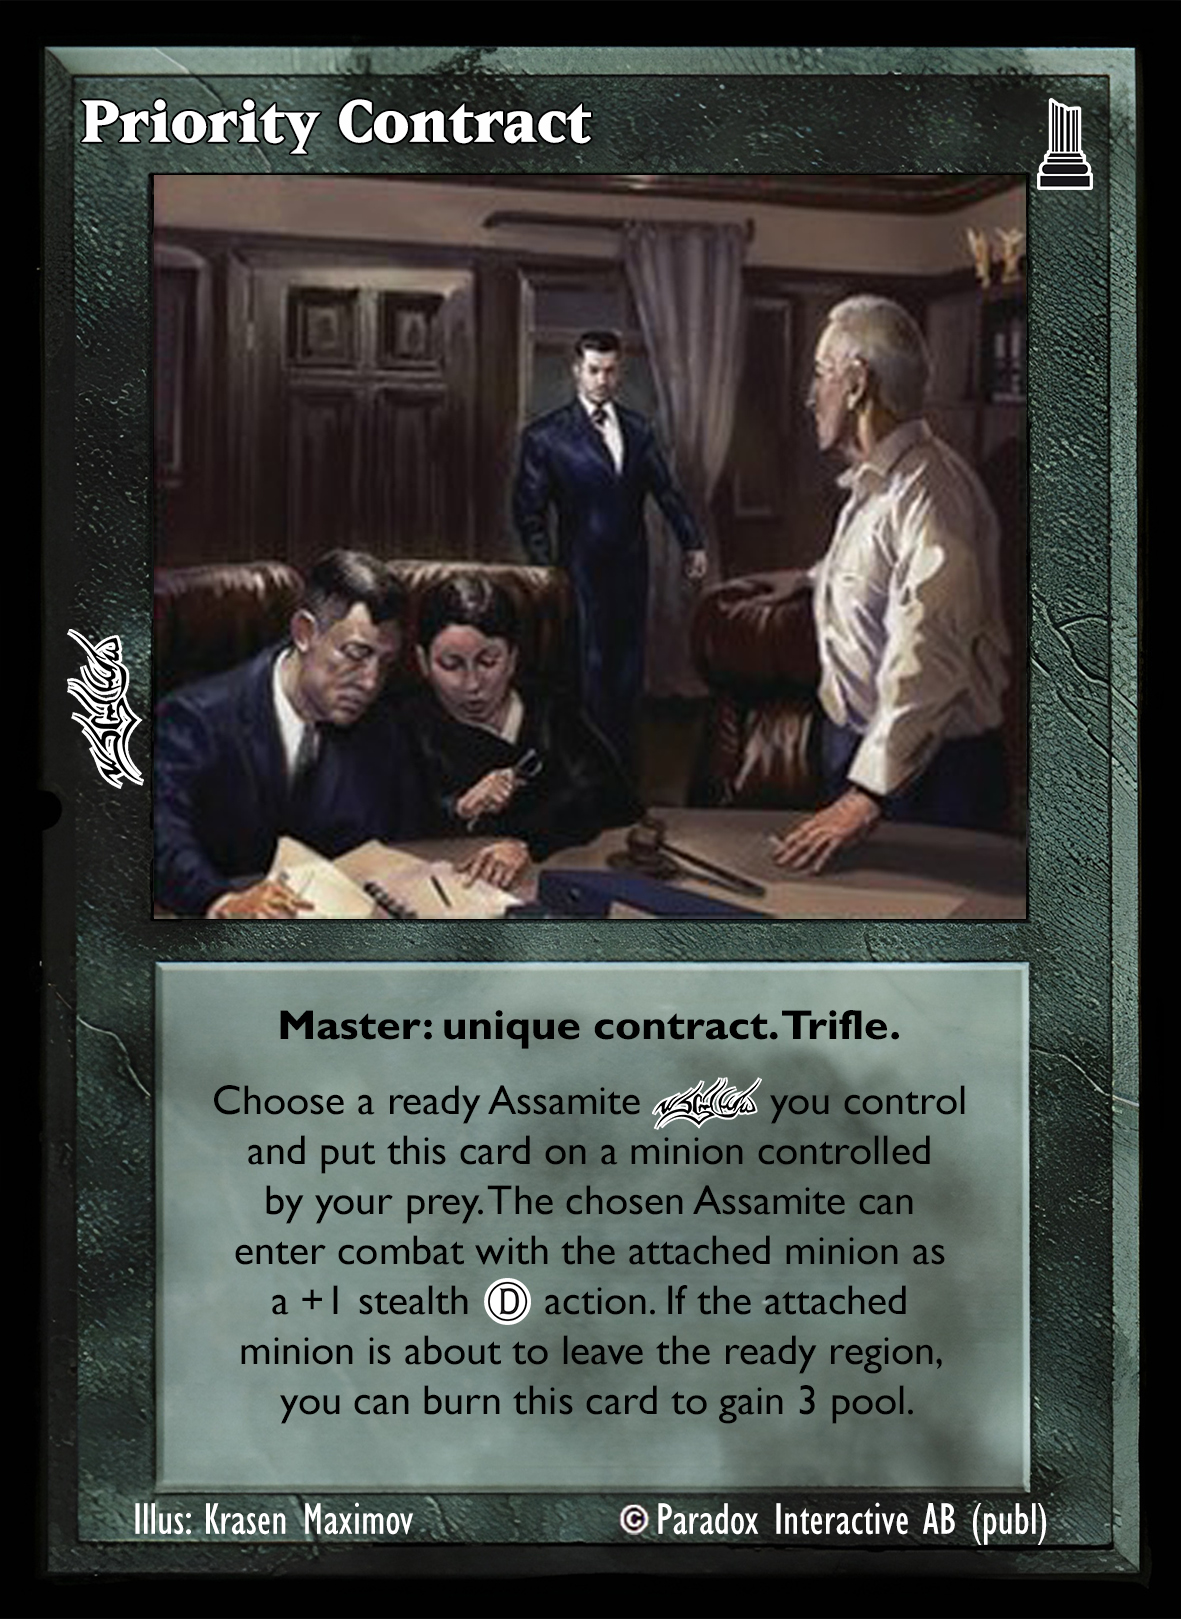 Priority Contract
Master: unique contract. Trifle.
Choose a ready Assamite you control
and put this card on a minion controlled
by your prey. The chosen Assamite can
enter combat with the attached minion as
a +1 stealth Ⓓ action. If the attached
minion is about to leave the ready region,
you can burn this card to gain 3 pool.
Illus: Krasen Maximov
© Paradox Interactive AB (publ)